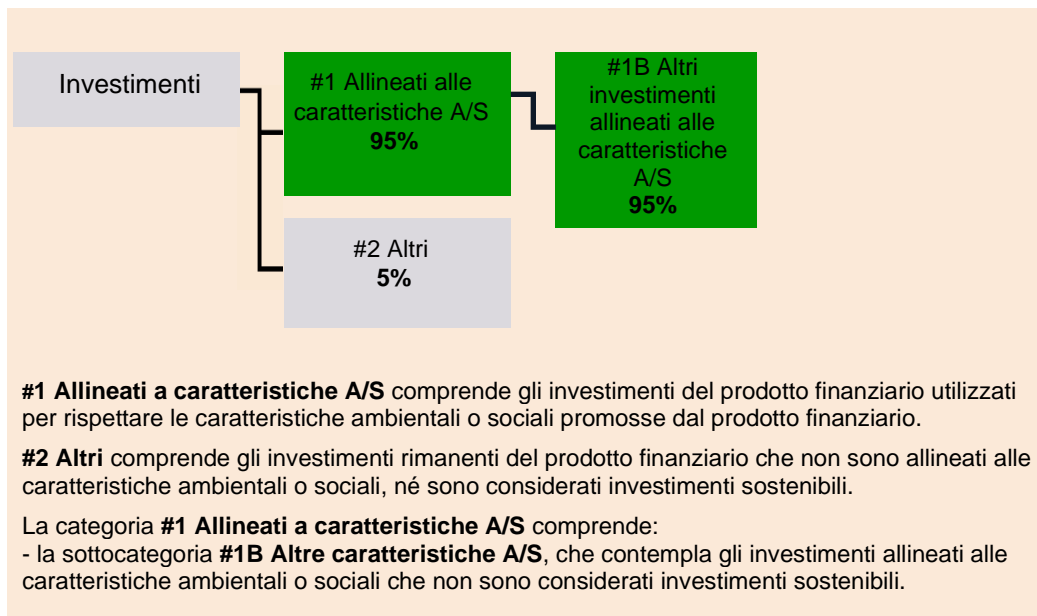 Investimenti
#1 Allineati alle
caratteristiche A/S
95%
#1B Altri
investimenti
allineati alle
caratteristiche
A/S
95%
#2 Altri
5%
#1 Allineati a caratteristiche A/S comprende gli investimenti del prodotto finanziario utilizzati
per rispettare le caratteristiche ambientali o sociali promosse dal prodotto finanziario.
#2 Altri comprende gli investimenti rimanenti del prodotto finanziario che non sono allineati alle
caratteristiche ambientali o sociali, né sono considerati investimenti sostenibili.
La categoria #1 Allineati a caratteristiche A/S comprende:
- la sottocategoria #1B Altre caratteristiche A/S, che contempla gli investimenti allineati alle
caratteristiche ambientali o sociali che non sono considerati investimenti sostenibili.